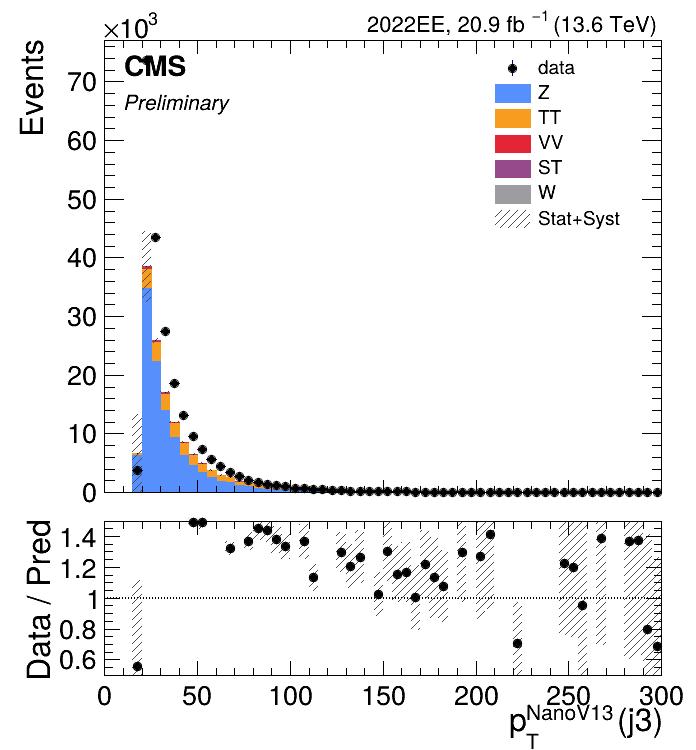 ×10³ 2022EE, 20.9 fb ⁻¹ (13.6 TeV)
CMS
Preliminary
Events
70
60
50
40
30
20
10
0
data
Z
TT
VV
ST
W
Stat+Syst
Data / Pred
1.4
1.2
1
0.8
0.6
0 50 100 150 200 250 300
p_T^NanoV13 (j3)